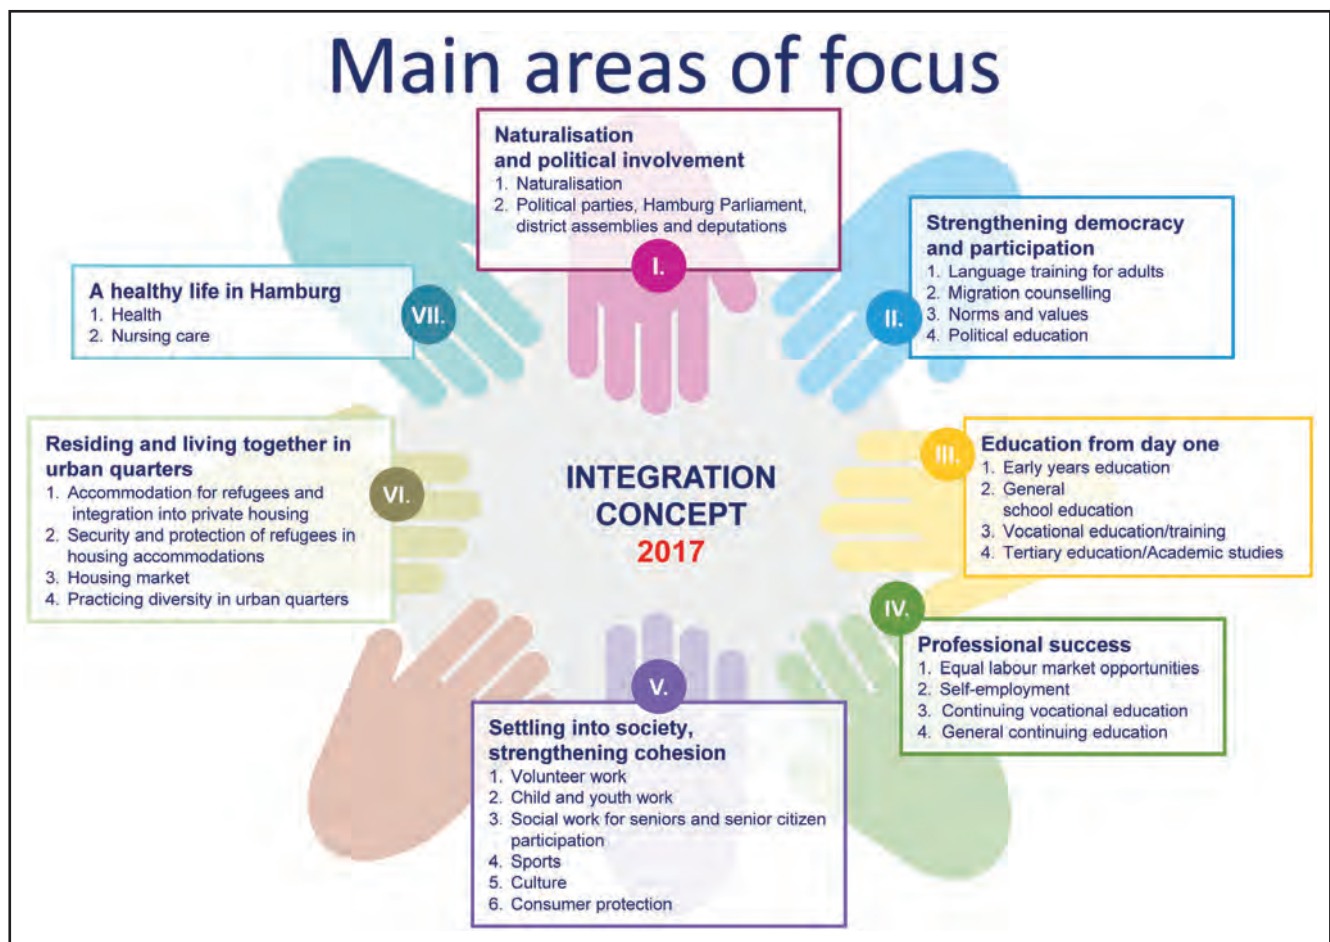 Main areas of focus
Naturalisation
and political involvement
1. Naturalisation
2. Political parties, Hamburg Parliament,
district assemblies and deputations
I.
Strengthening democracy
and participation
1. Language training for adults
2. Migration counselling
3. Norms and values
4. Political education
II.
Education from day one
1. Early years education
2. General
school education
3. Vocational education/training
4. Tertiary education/Academic studies
III.
IV.
Professional success
1. Equal labour market opportunities
2. Self-employment
3. Continuing vocational education
4. General continuing education
V.
Settling into society,
strengthening cohesion
1. Volunteer work
2. Child and youth work
3. Social work for seniors and senior citizen
participation
4. Sports
5. Culture
6. Consumer protection
Residing and living together in
urban quarters
1. Accommodation for refugees and
integration into private housing
2. Security and protection of refugees in
housing accommodations
3. Housing market
4. Practicing diversity in urban quarters
VI.
A healthy life in Hamburg
1. Health
2. Nursing care
VII.
INTEGRATION
CONCEPT
2017